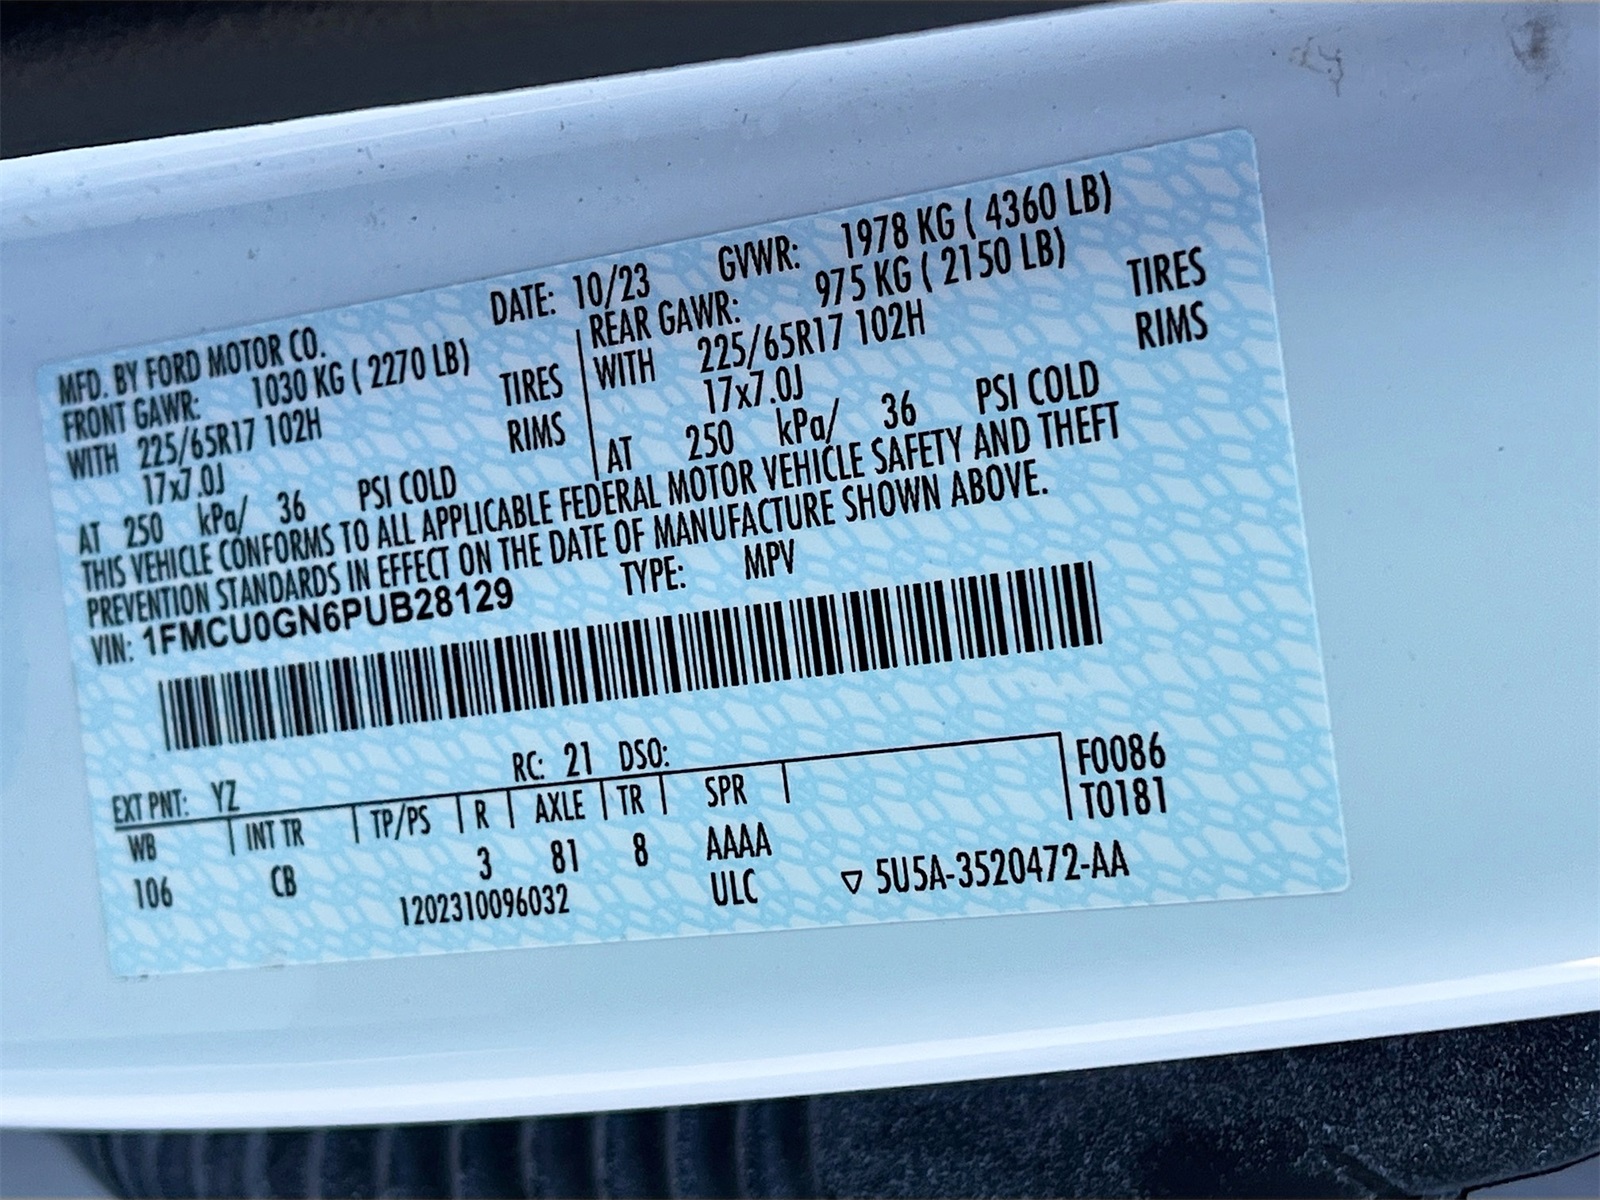 MFD. BY FORD MOTOR CO.
DATE: 10/23 GVWR: 1978 KG ( 4360 LB)
FRONT GAWR: 1030 KG ( 2270 LB)
WITH 225/65R17 102H TIRES
17x7.0J RIMS
AT 250 kPa/ 36 PSI COLD
REAR GAWR: 975 KG ( 2150 LB)
WITH 225/65R17 102H TIRES
17x7.0J RIMS
AT 250 kPa/ 36 PSI COLD
THIS VEHICLE CONFORMS TO ALL APPLICABLE FEDERAL MOTOR VEHICLE SAFETY AND THEFT
PREVENTION STANDARDS IN EFFECT ON THE DATE OF MANUFACTURE SHOWN ABOVE.
VIN: 1FMCU0GN6PUB28129 TYPE: MPV
EXT PNT: YZ RC: 21 DSO:
WB INT TR TP/PS R AXLE TR SPR F0086
106 CB 3 81 8 AAAA T0181
1202310096032 ULC ▽ 5U5A-3520472-AA